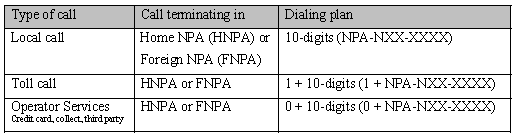 Type of call Call terminating in Dialing plan
Local call Home NPA (HNPA) or 10-digits (NPA-NXX-XXXX)
Foreign NPA (FNPA)
Toll call HNPA or FNPA 1 + 10-digits (1 + NPA-NXX-XXXX)
Operator Services HNPA or FNPA 0 + 10-digits (0 + NPA-NXX-XXXX)
Credit card, collect, third party